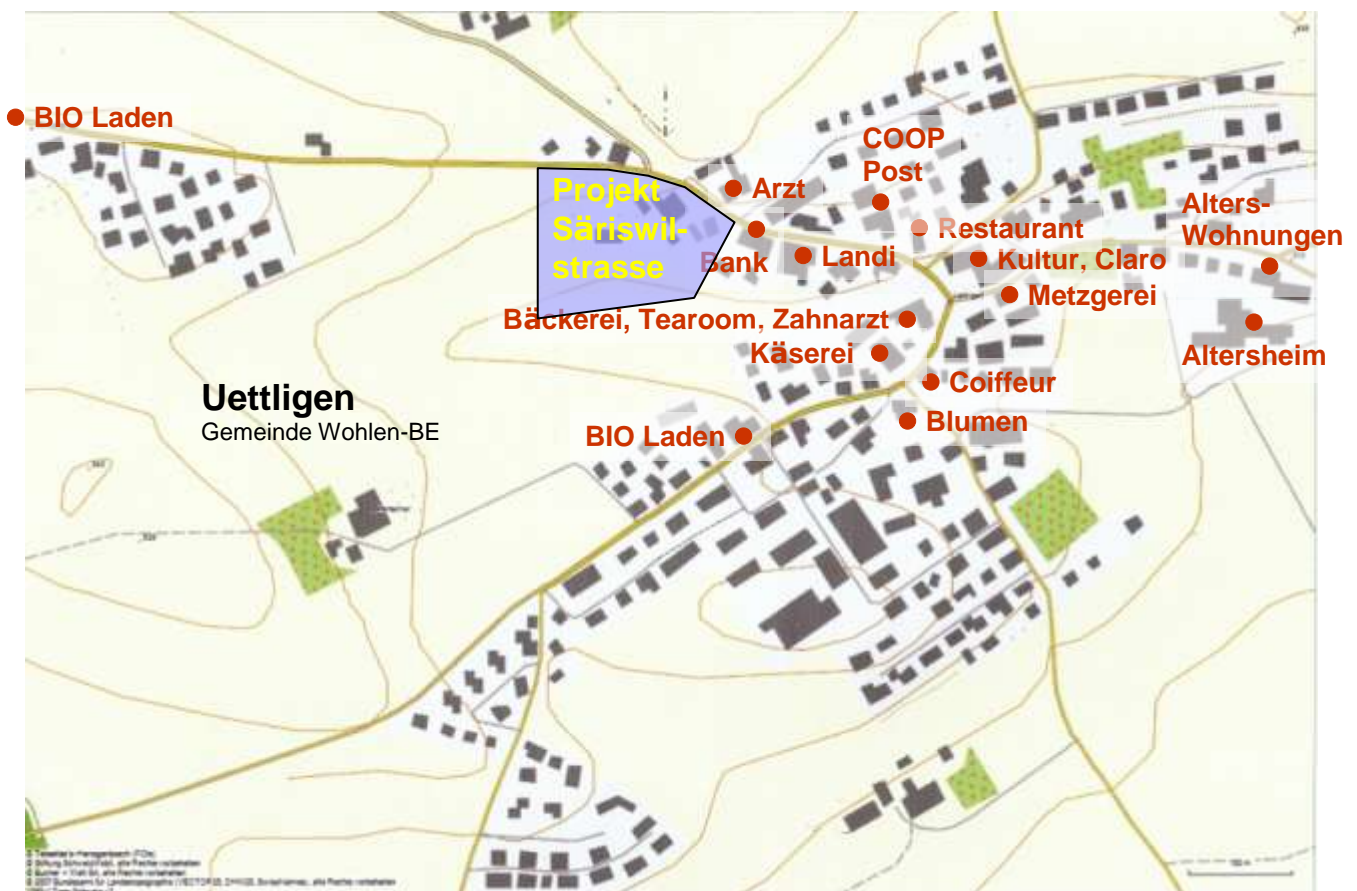 BIO Laden
COOP
Post
Projekt
Säriswil-
strasse
Arzt
Alters-
Wohnungen
Restaurant
Bank
Landi
Kultur, Claro
Metzgerei
Bäckerei, Tearoom, Zahnarzt
Käserei
Altersheim
Coiffeur
Uettligen
Gemeinde Wohlen-BE
BIO Laden
Blumen